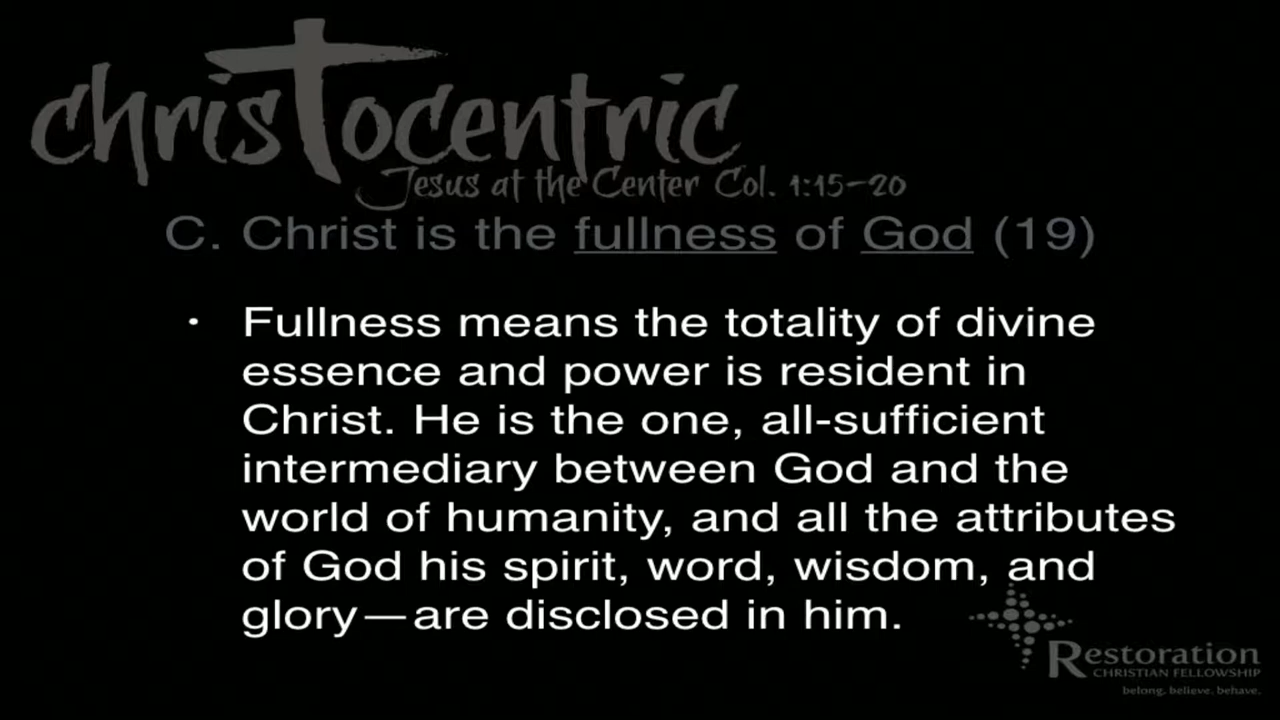 chrisTocentric
Jesus at the Center Col. 1:15-20
C. Christ is the fullness of God (19)
• Fullness means the totality of divine
essence and power is resident in
Christ. He is the one, all-sufficient
intermediary between God and the
world of humanity, and all the attributes
of God his spirit, word, wisdom, and
glory—are disclosed in him.
Restoration
CHRISTIAN FELLOWSHIP
belong. believe. behave.